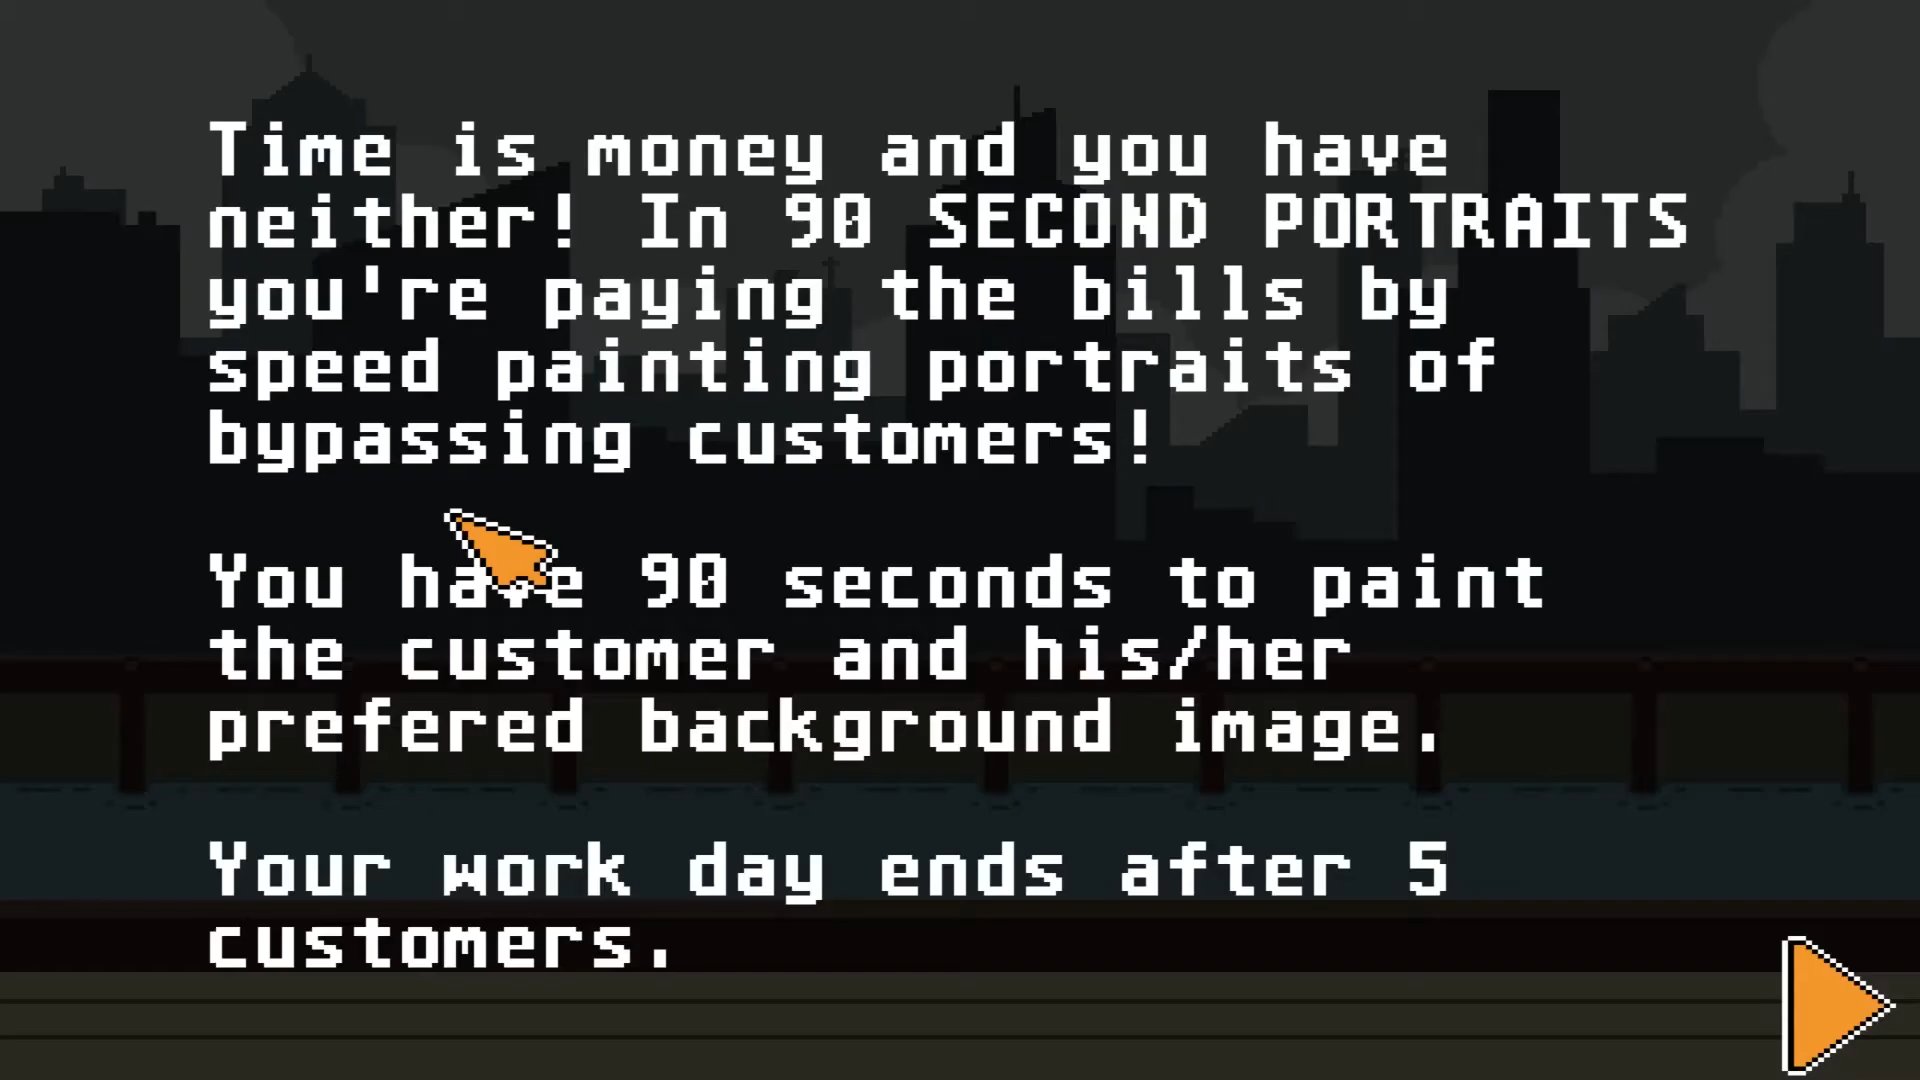 Time is money and you have
neither! In 90 SECOND PORTRAITS
you're paying the bills by
speed painting portraits of
bypassing customers!
You have 90 seconds to paint
the customer and his/her
prefered background image.
Your work day ends after 5
customers.